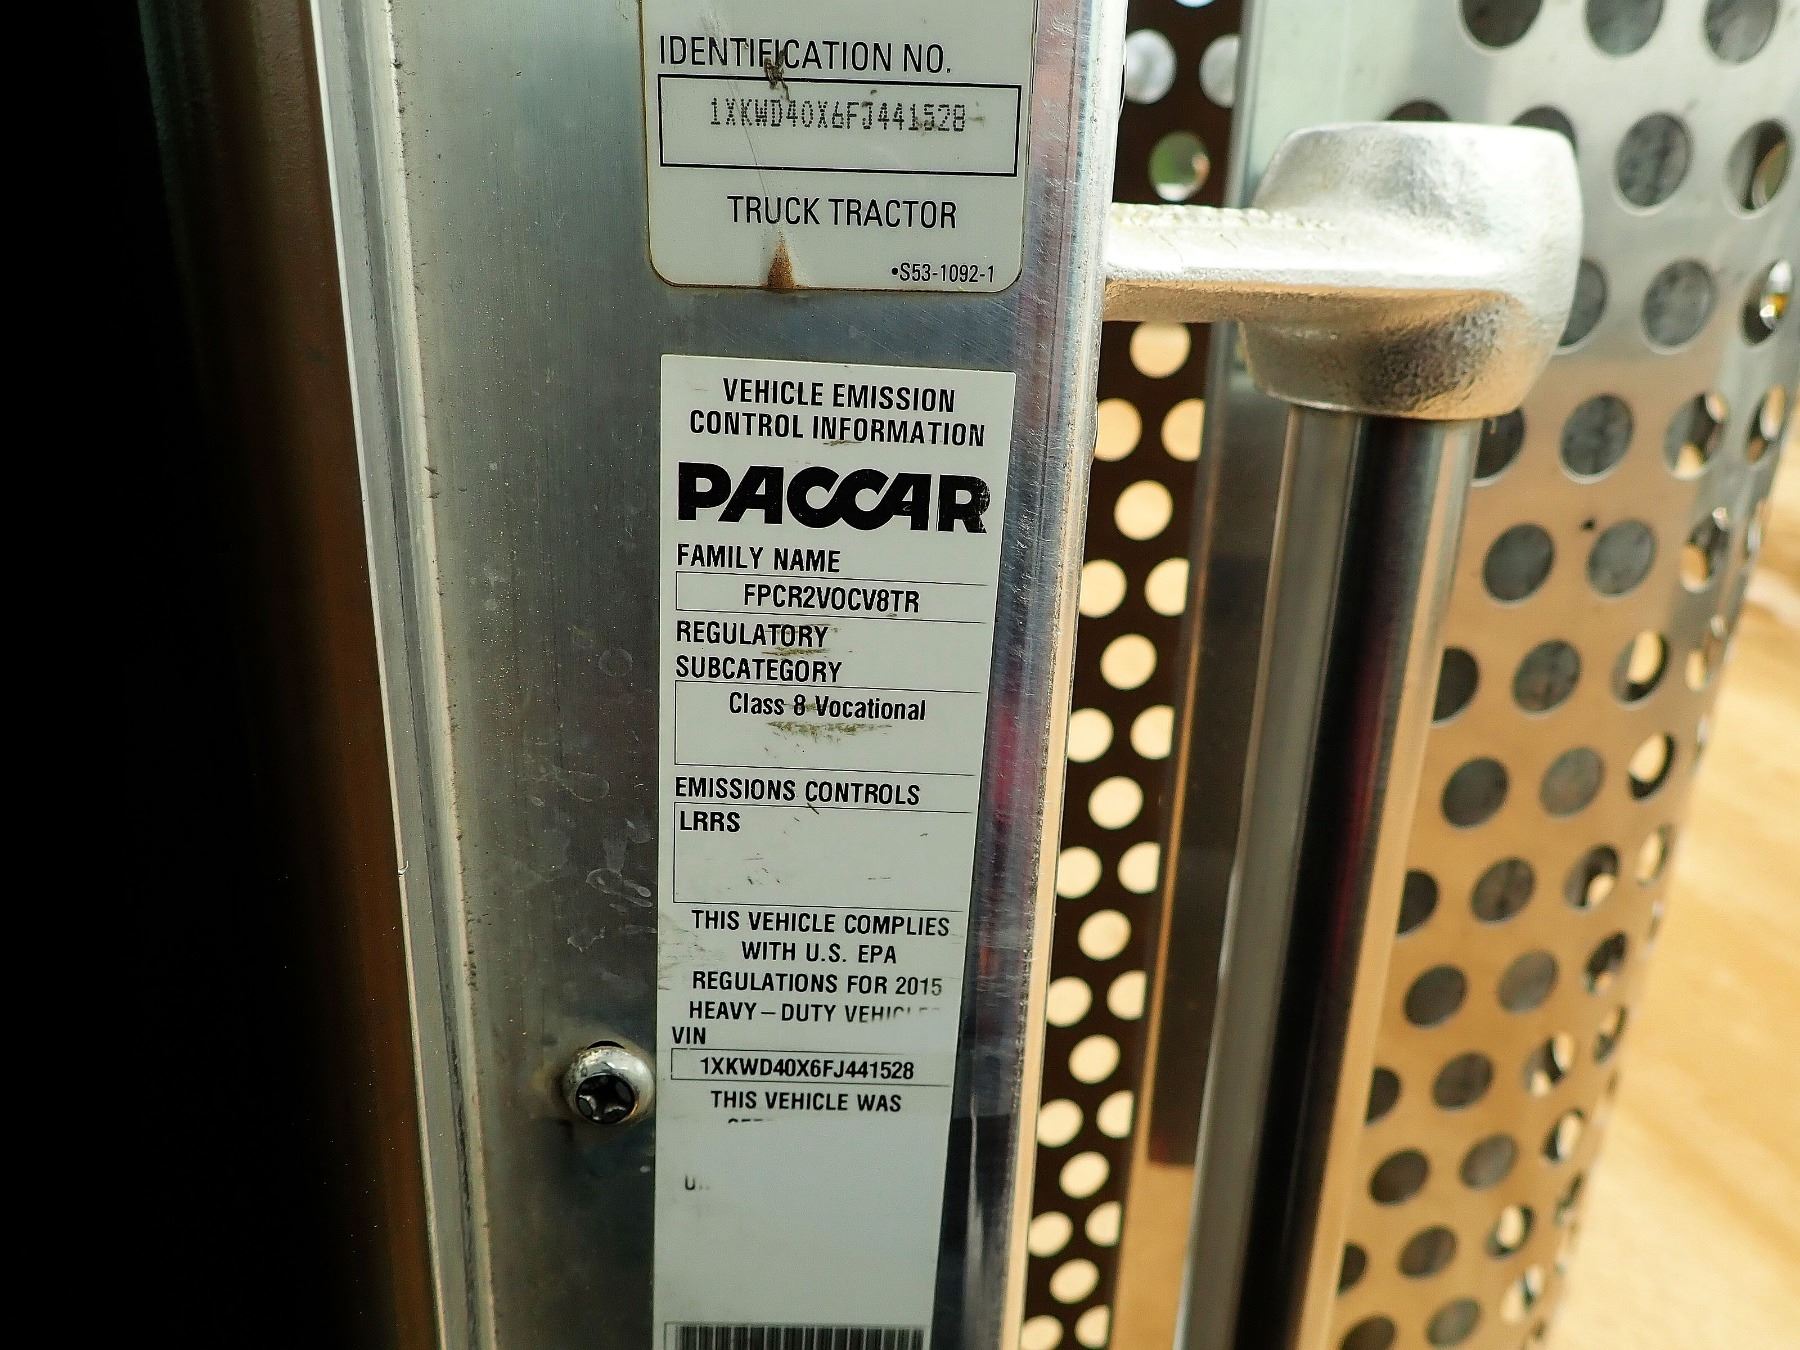 IDENTIFICATION NO.
1XKWD40X6FJ441528
TRUCK TRACTOR
•S53-1092-1
VEHICLE EMISSION
CONTROL INFORMATION
PACCAR
FAMILY NAME
FPCR2VOCV8TR
REGULATORY
SUBCATEGORY
Class 8 Vocational
EMISSIONS CONTROLS
LRRS
THIS VEHICLE COMPLIES
WITH U.S. EPA
REGULATIONS FOR 2015
HEAVY-DUTY
VIN
1XKWD40X6FJ441528
THIS VEHICLE WAS